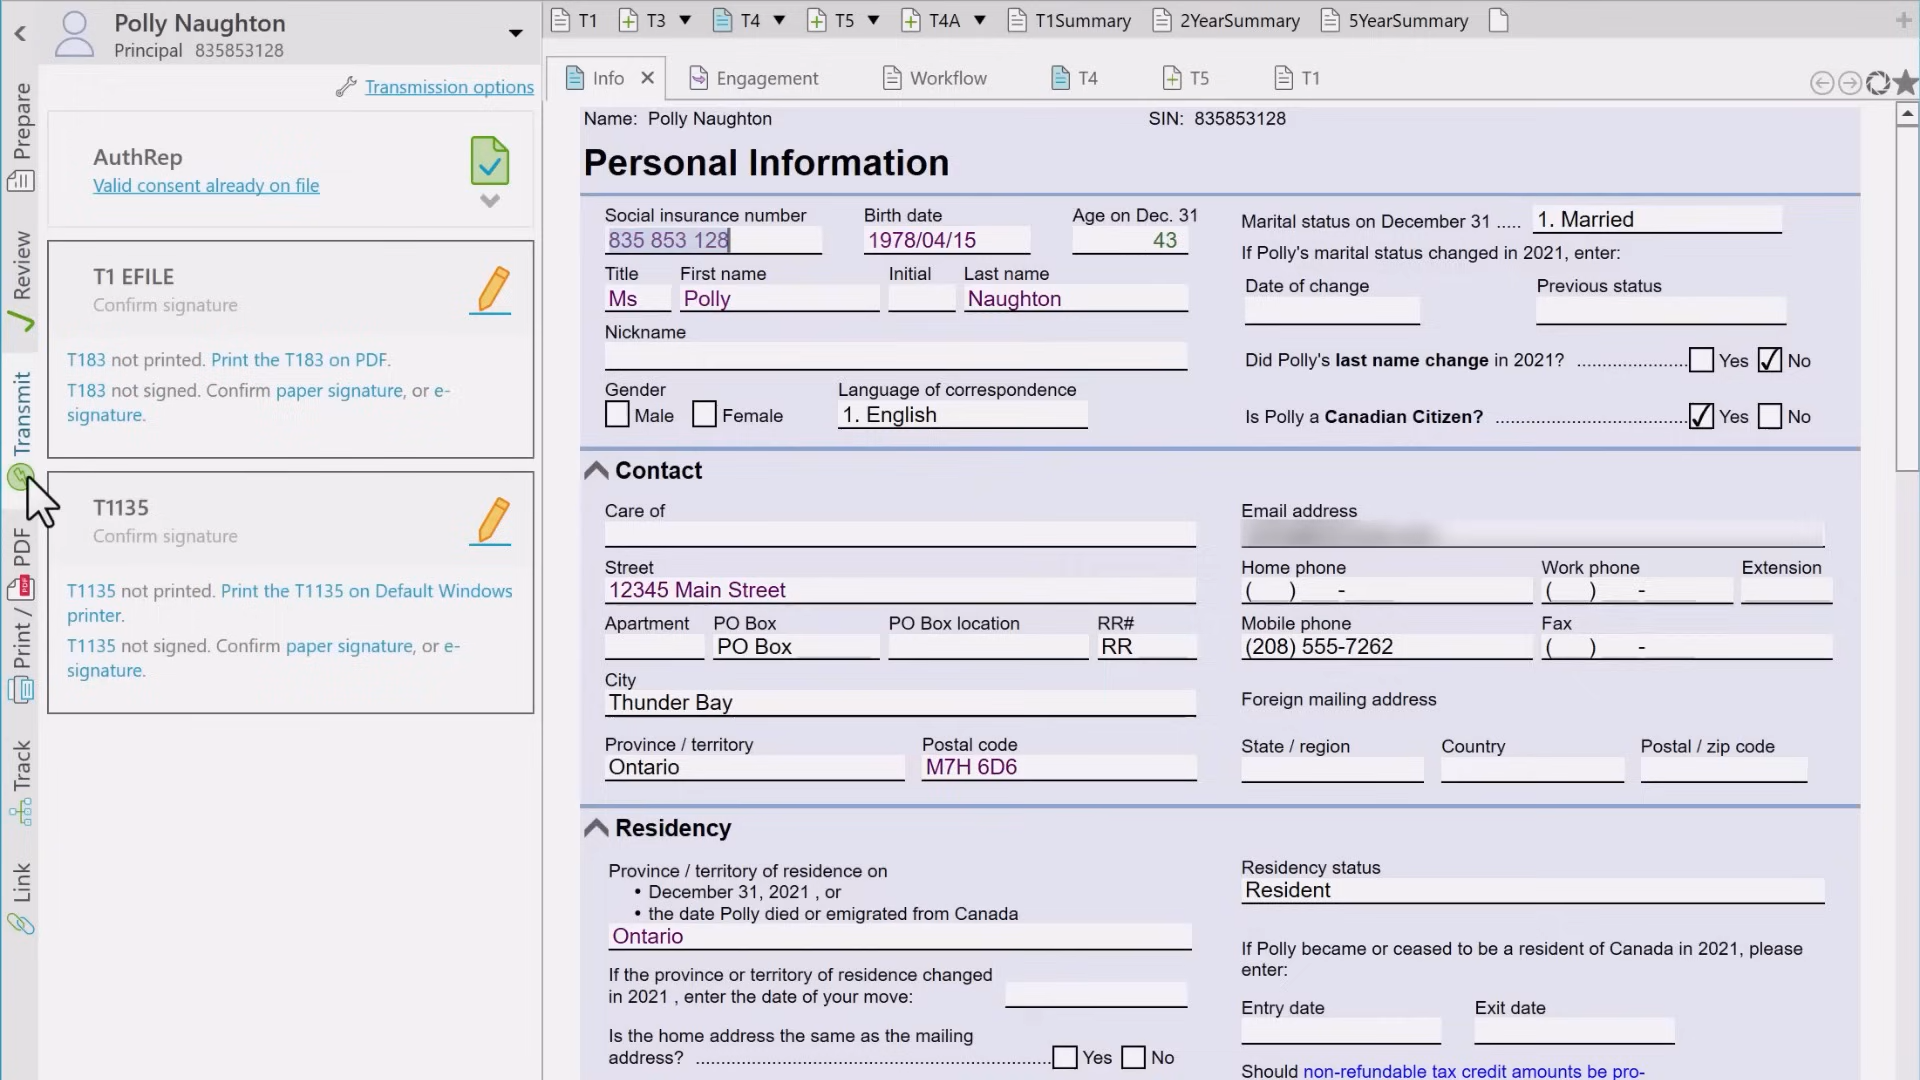 Polly Naughton
Principal 835853128
Transmission options
Prepare
Review
Transmit
Print / PDF
Track
Link
AuthRep
Valid consent already on file
T1 EFILE
Confirm signature
T183 not printed. Print the T183 on PDF.
T183 not signed. Confirm paper signature, or e-
signature.
T1135
Confirm signature
T1135 not printed. Print the T1135 on Default Windows
printer.
T1135 not signed. Confirm paper signature, or e-
signature.
T1 T3 T4 T5 T4A T1Summary 2YearSummary 5YearSummary
Info Engagement Workflow T4 T5 T1
Name: Polly Naughton SIN: 835853128
Personal Information
Social insurance number Birth date Age on Dec. 31
835 853 128 1978/04/15 43
Title First name Initial Last name
Ms Polly Naughton
Nickname
Gender Language of correspondence
Male Female 1. English
Marital status on December 31 ..... 1. Married
If Polly's marital status changed in 2021, enter:
Date of change Previous status
Did Polly's last name change in 2021? ...................... Yes No
Is Polly a Canadian Citizen? ...................................... Yes No
Contact
Care of
Street
12345 Main Street
Apartment PO Box PO Box location RR#
PO Box RR
City
Thunder Bay
Province / territory Postal code
Ontario M7H 6D6
Email address
Home phone Work phone Extension
( ) - ( ) -
Mobile phone Fax
(208) 555-7262 ( ) -
Foreign mailing address
State / region Country Postal / zip code
Residency
Province / territory of residence on
• December 31, 2021 , or
• the date Polly died or emigrated from Canada
Ontario
If the province or territory of residence changed
in 2021 , enter the date of your move:
Is the home address the same as the mailing
address? ....................................................................... Yes No
Residency status
Resident
If Polly became or ceased to be a resident of Canada in 2021, please
enter:
Entry date Exit date
Should non-refundable tax credit amounts be pro-